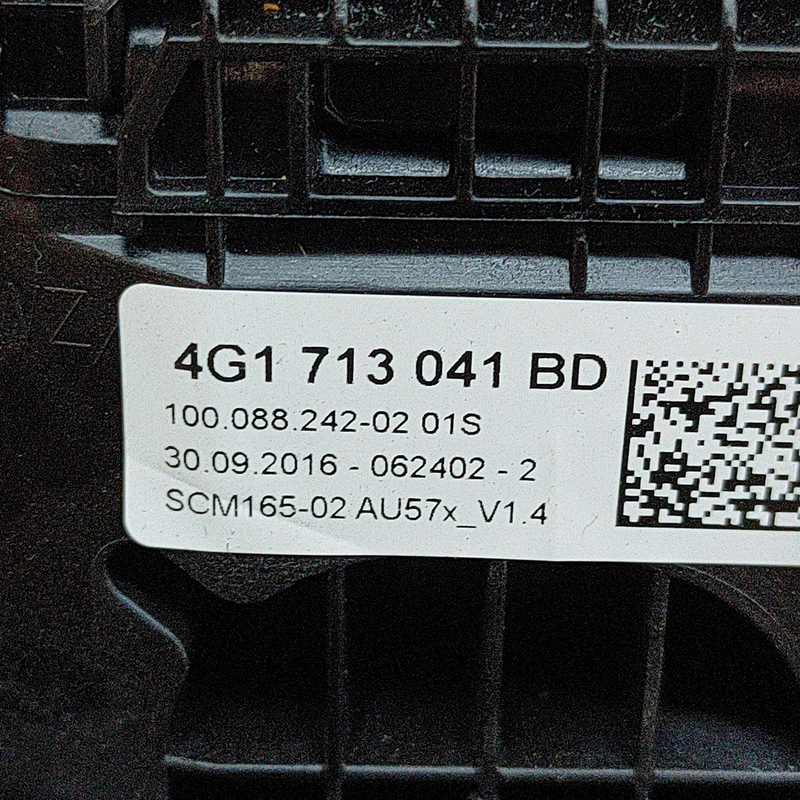 4G1 713 041 BD
100.088.242-02 01S
30.09.2016 - 062402 - 2
SCM165-02 AU57x_V1.4